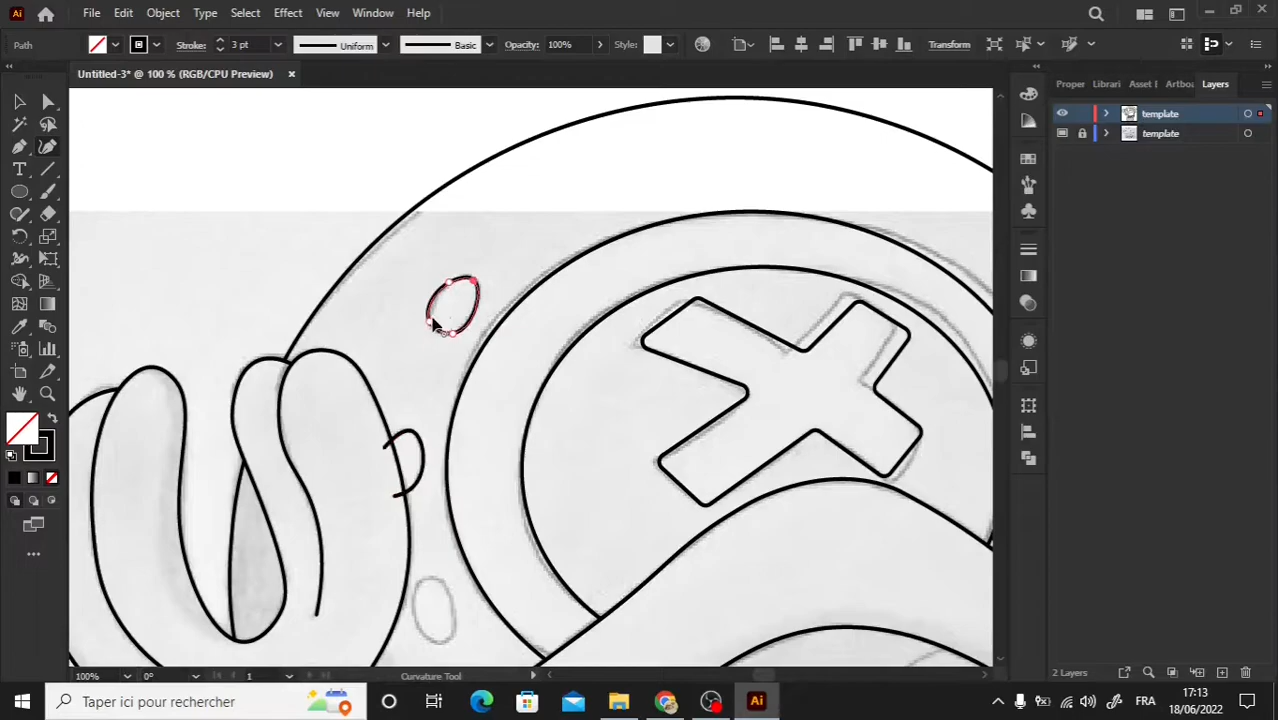 Ai File Edit Object Type Select Effect View Window Help
Path Stroke: 3 pt Uniform Basic Opacity: 100% Style: Transform
Untitled-3* @ 100 % (RGB/CPU Preview)
Proper Librari Asset I Artboa Layers
template
template
100% 0° 1 Curvature Tool 2 Layers
Taper ici pour rechercher Ai FRA 17:13
18/06/2022